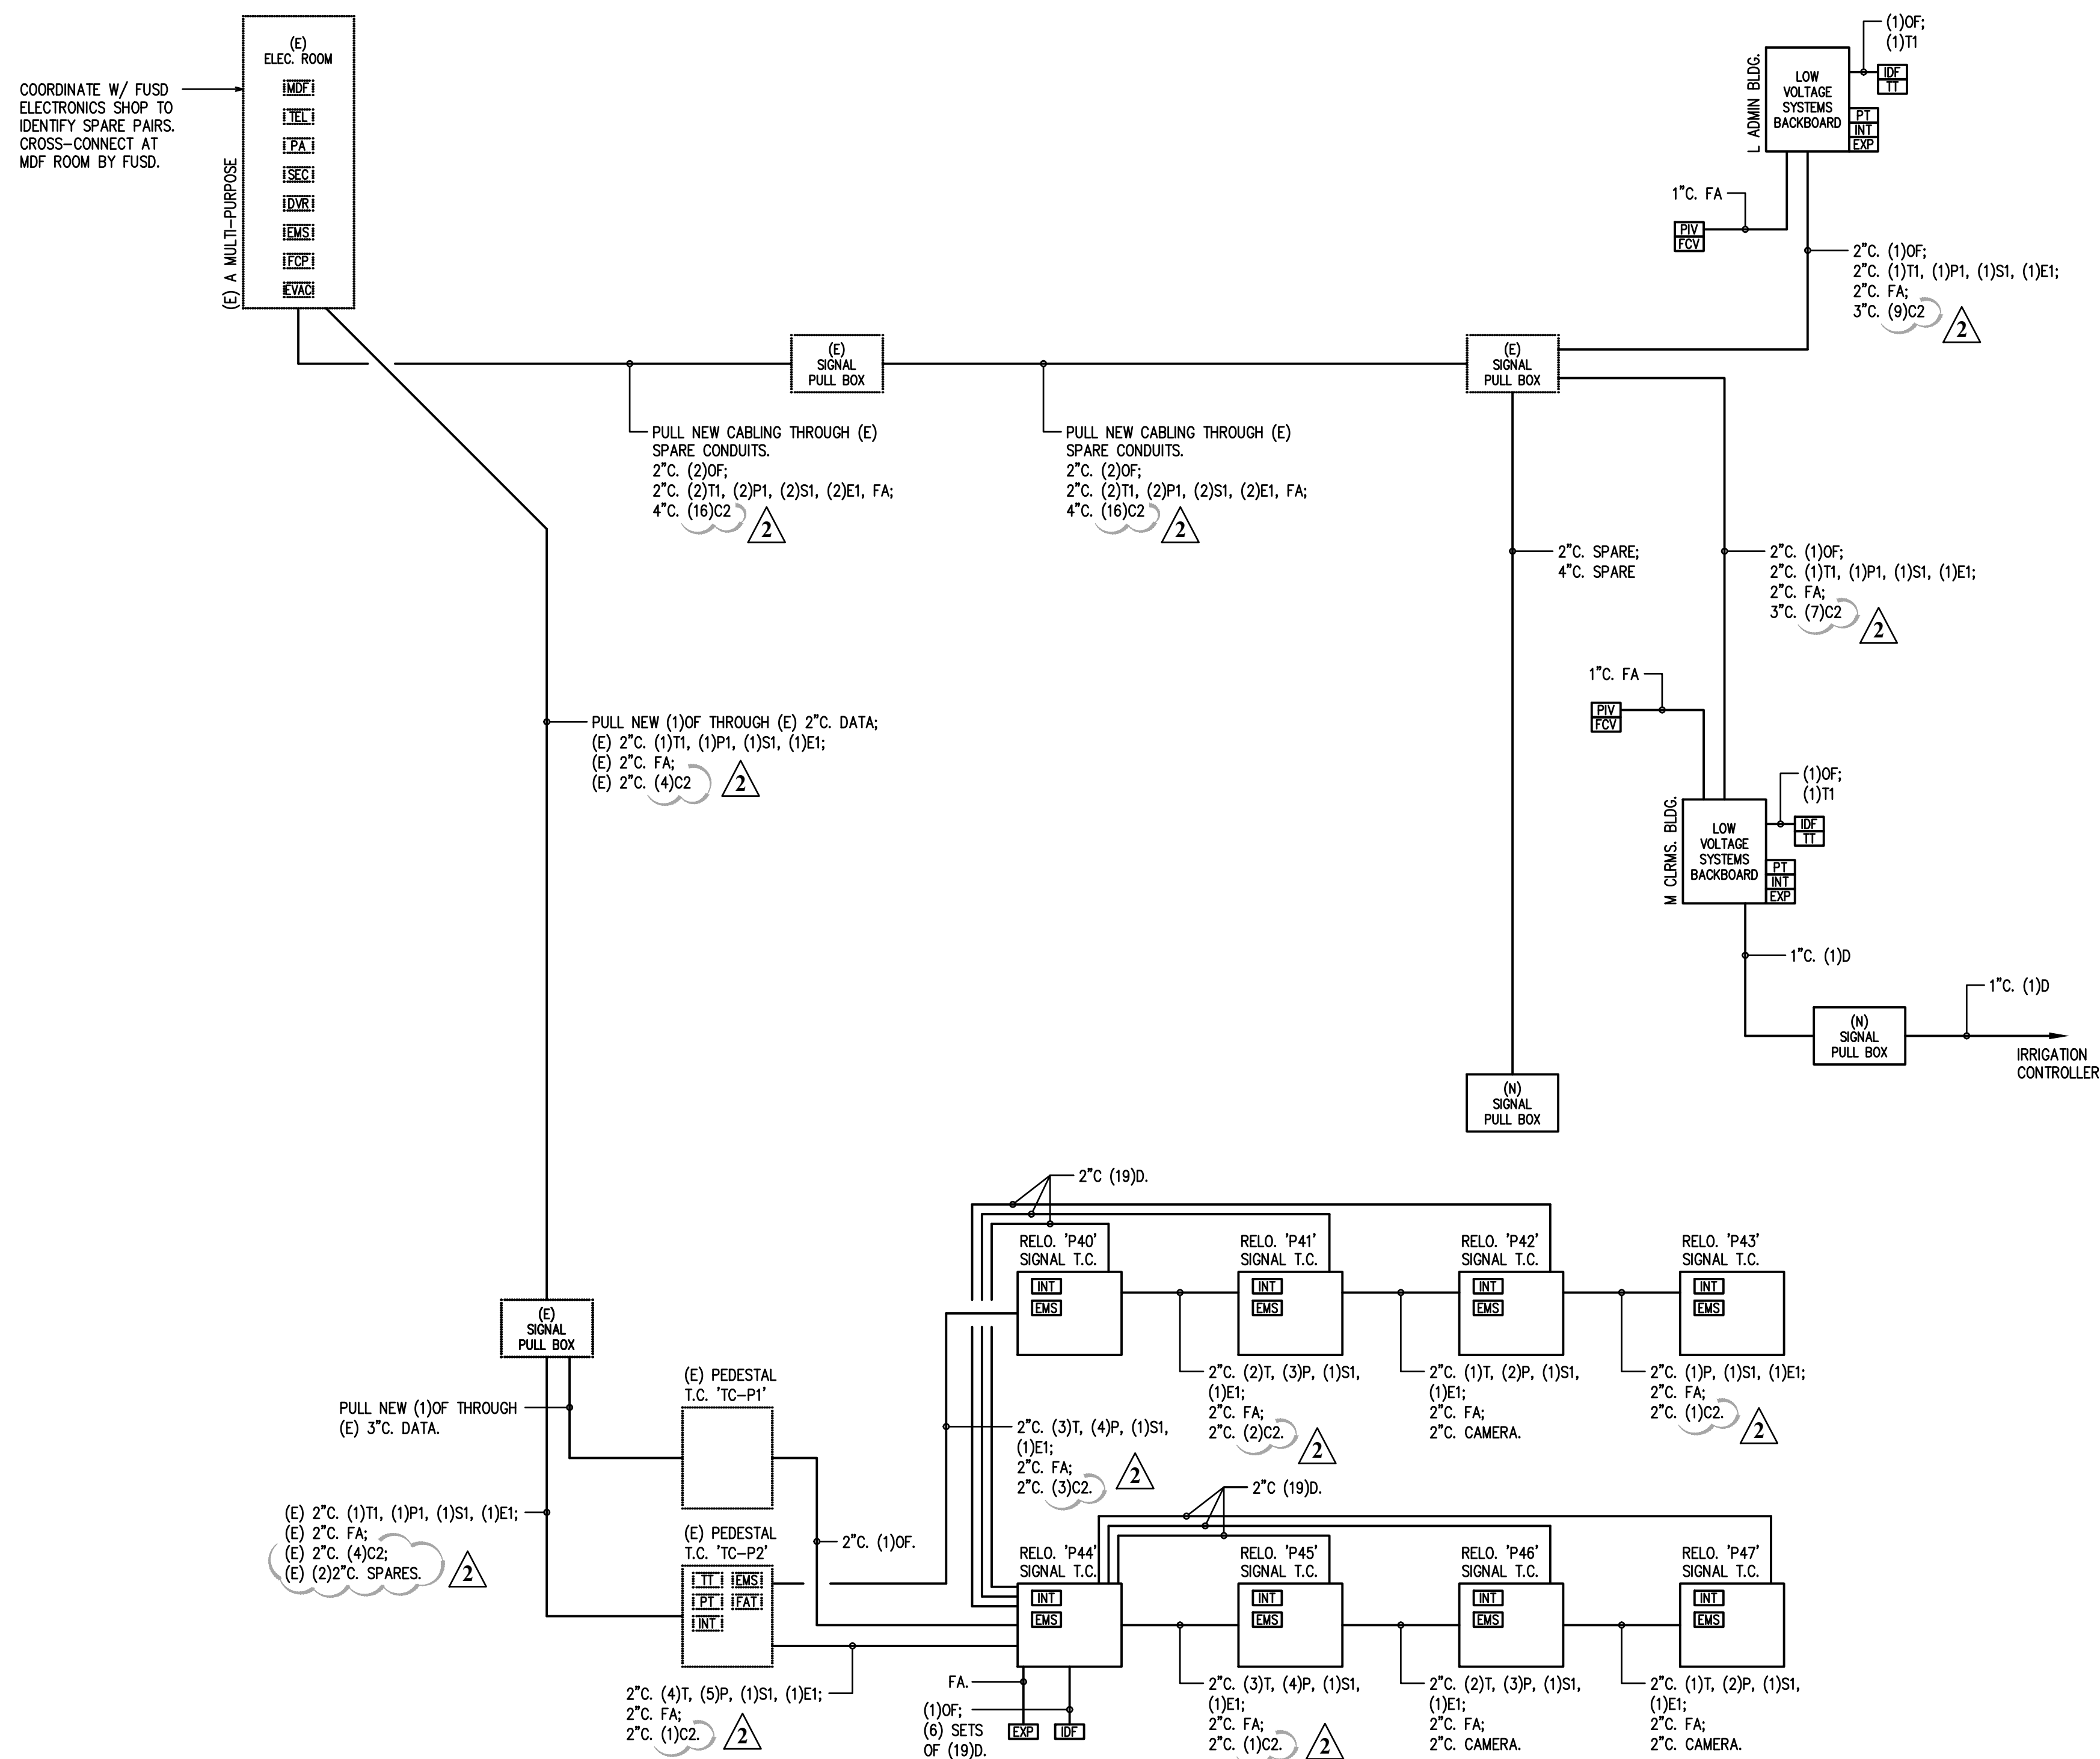 (E)
ELEC. ROOM
MDF
TEL
PA
SEC
DVR
EMS
FCP
EVAC
(E) A MULTI-PURPOSE
COORDINATE W/ FUSD
ELECTRONICS SHOP TO
IDENTIFY SPARE PAIRS.
CROSS-CONNECT AT
MDF ROOM BY FUSD.
(1)OF;
(1)T1
L ADMIN BLDG.
LOW
VOLTAGE
SYSTEMS
BACKBOARD
IDF
TT
PT
INT
EXP
1"C. FA
PIV
FCV
2"C. (1)OF;
2"C. (1)T1, (1)P1, (1)S1, (1)E1;
2"C. FA;
3"C. (9)C2
2
(E)
SIGNAL
PULL BOX
(E)
SIGNAL
PULL BOX
PULL NEW CABLING THROUGH (E)
SPARE CONDUITS.
2"C. (2)OF;
2"C. (2)T1, (2)P1, (2)S1, (2)E1, FA;
4"C. (16)C2
2
PULL NEW CABLING THROUGH (E)
SPARE CONDUITS.
2"C. (2)OF;
2"C. (2)T1, (2)P1, (2)S1, (2)E1, FA;
4"C. (16)C2
2
2"C. SPARE;
4"C. SPARE
2"C. (1)OF;
2"C. (1)T1, (1)P1, (1)S1, (1)E1;
2"C. FA;
3"C. (7)C2
2
1"C. FA
PIV
FCV
PULL NEW (1)OF THROUGH (E) 2"C. DATA;
(E) 2"C. (1)T1, (1)P1, (1)S1, (1)E1;
(E) 2"C. FA;
(E) 2"C. (4)C2
2
(1)OF;
(1)T1
M CLRMS. BLDG.
LOW
VOLTAGE
SYSTEMS
BACKBOARD
IDF
TT
PT
INT
EXP
1"C. (1)D
1"C. (1)D
(N)
SIGNAL
PULL BOX
IRRIGATION
CONTROLLER
(N)
SIGNAL
PULL BOX
2"C (19)D.
RELO. 'P40'
SIGNAL T.C.
INT
EMS
RELO. 'P41'
SIGNAL T.C.
INT
EMS
RELO. 'P42'
SIGNAL T.C.
INT
EMS
RELO. 'P43'
SIGNAL T.C.
INT
EMS
(E)
SIGNAL
PULL BOX
(E) PEDESTAL
T.C. 'TC-P1'
PULL NEW (1)OF THROUGH
(E) 3"C. DATA.
2"C. (3)T, (4)P, (1)S1,
(1)E1;
2"C. FA;
2"C. (3)C2.
2
2"C. (2)T, (3)P, (1)S1,
(1)E1;
2"C. FA;
2"C. (2)C2.
2
2"C. (1)T, (2)P, (1)S1,
(1)E1;
2"C. FA;
2"C. CAMERA.
2"C. (1)P, (1)S1, (1)E1;
2"C. FA;
2"C. (1)C2.
2
2"C (19)D.
(E) 2"C. (1)T1, (1)P1, (1)S1, (1)E1;
(E) 2"C. FA;
(E) 2"C. (4)C2;
(E) (2)2"C. SPARES.
2
(E) PEDESTAL
T.C. 'TC-P2'
TT EMS
PT FAT
INT
2"C. (1)OF.
RELO. 'P44'
SIGNAL T.C.
INT
EMS
RELO. 'P45'
SIGNAL T.C.
INT
EMS
RELO. 'P46'
SIGNAL T.C.
INT
EMS
RELO. 'P47'
SIGNAL T.C.
INT
EMS
2"C. (4)T, (5)P, (1)S1, (1)E1;
2"C. FA;
2"C. (1)C2.
2
FA.
(1)OF;
(6) SETS
OF (19)D.
EXP
IDF
2"C. (3)T, (4)P, (1)S1,
(1)E1;
2"C. FA;
2"C. (1)C2.
2
2"C. (2)T, (3)P, (1)S1,
(1)E1;
2"C. FA;
2"C. CAMERA.
2"C. (1)T, (2)P, (1)S1,
(1)E1;
2"C. FA;
2"C. CAMERA.